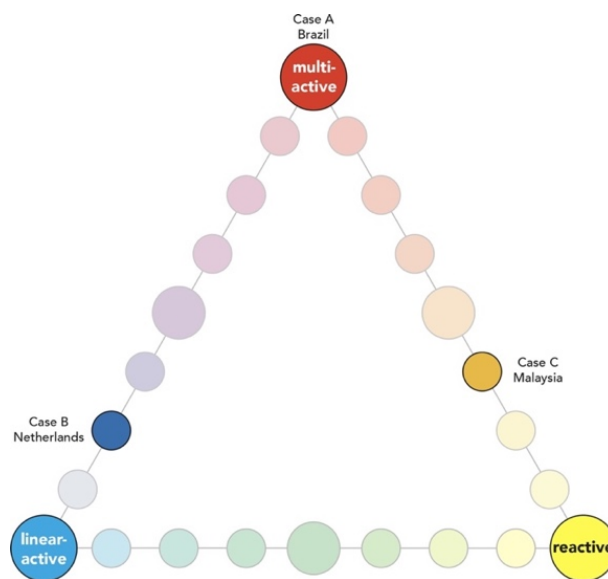 Case A
Brazil
multi-
active
Case C
Malaysia
Case B
Netherlands
linear-
active
reactive